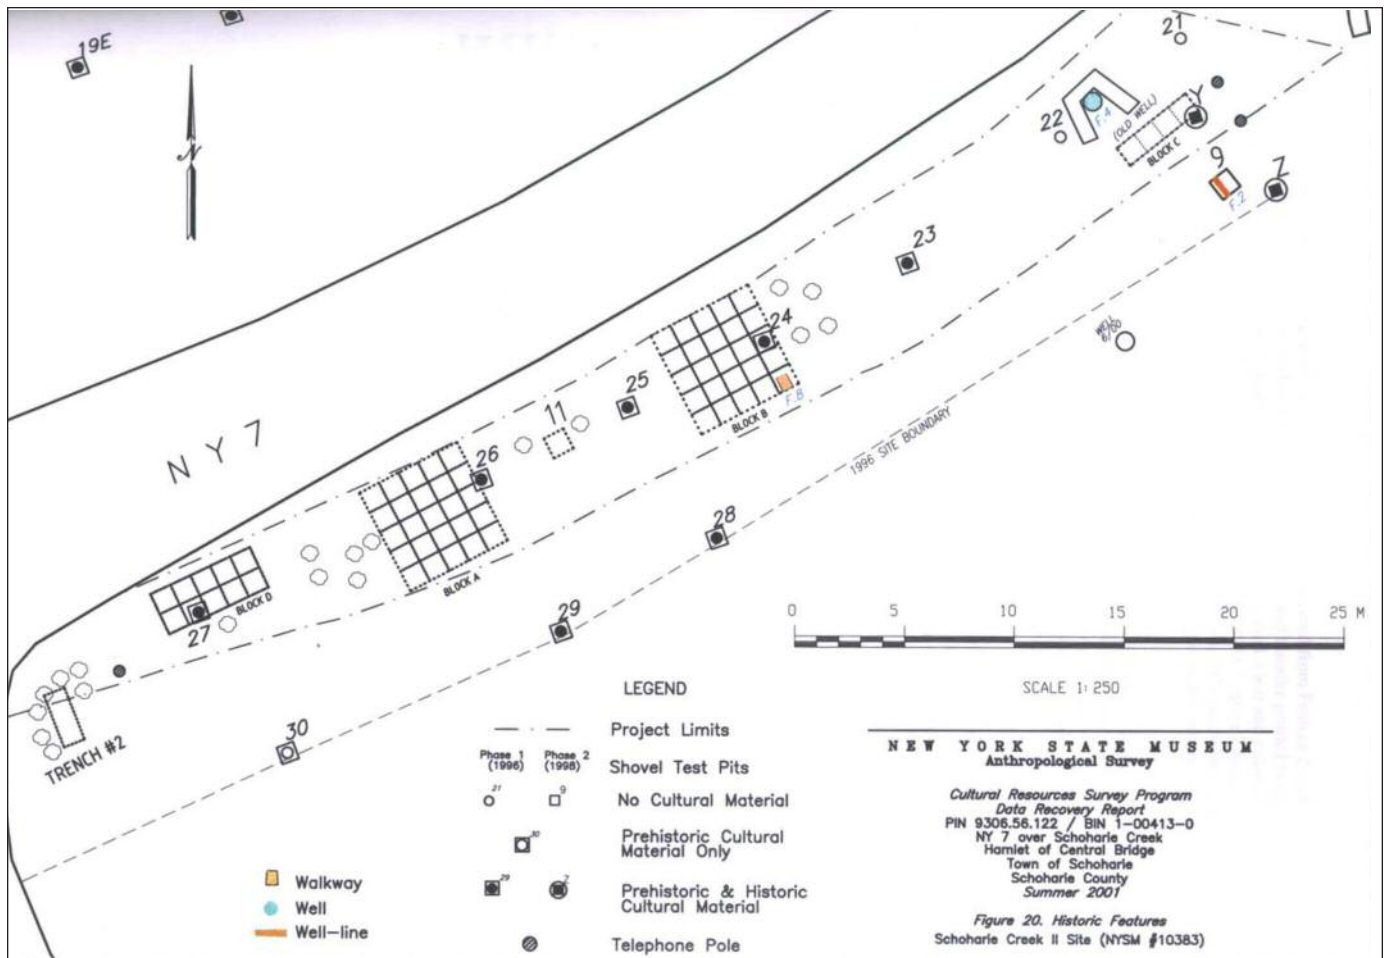 19E
N
21
22
F.4
(OLD WELL)
BLOCK C
Y
9
F.2
Z
23
24
WELL
6/60
25
F.8
BLOCK B
11
26
NY 7
1996 SITE BOUNDARY
28
BLOCK A
BLOCK D
27
29
0 5 10 15 20 25 M
SCALE 1:250
30
TRENCH #2
LEGEND
Project Limits
Phase 1 Phase 2
(1996) (1998) Shovel Test Pits
21 9 No Cultural Material
30 Prehistoric Cultural
Material Only
29 Z Prehistoric & Historic
Cultural Material
Telephone Pole
Walkway
Well
Well-line
NEW YORK STATE MUSEUM
Anthropological Survey
Cultural Resources Survey Program
Data Recovery Report
PIN 9306.56.122 / BIN 1-00413-0
NY 7 over Schoharie Creek
Hamlet of Central Bridge
Town of Schoharie
Schoharie County
Summer 2001
Figure 20. Historic Features
Schoharie Creek II Site (NYSM #10383)